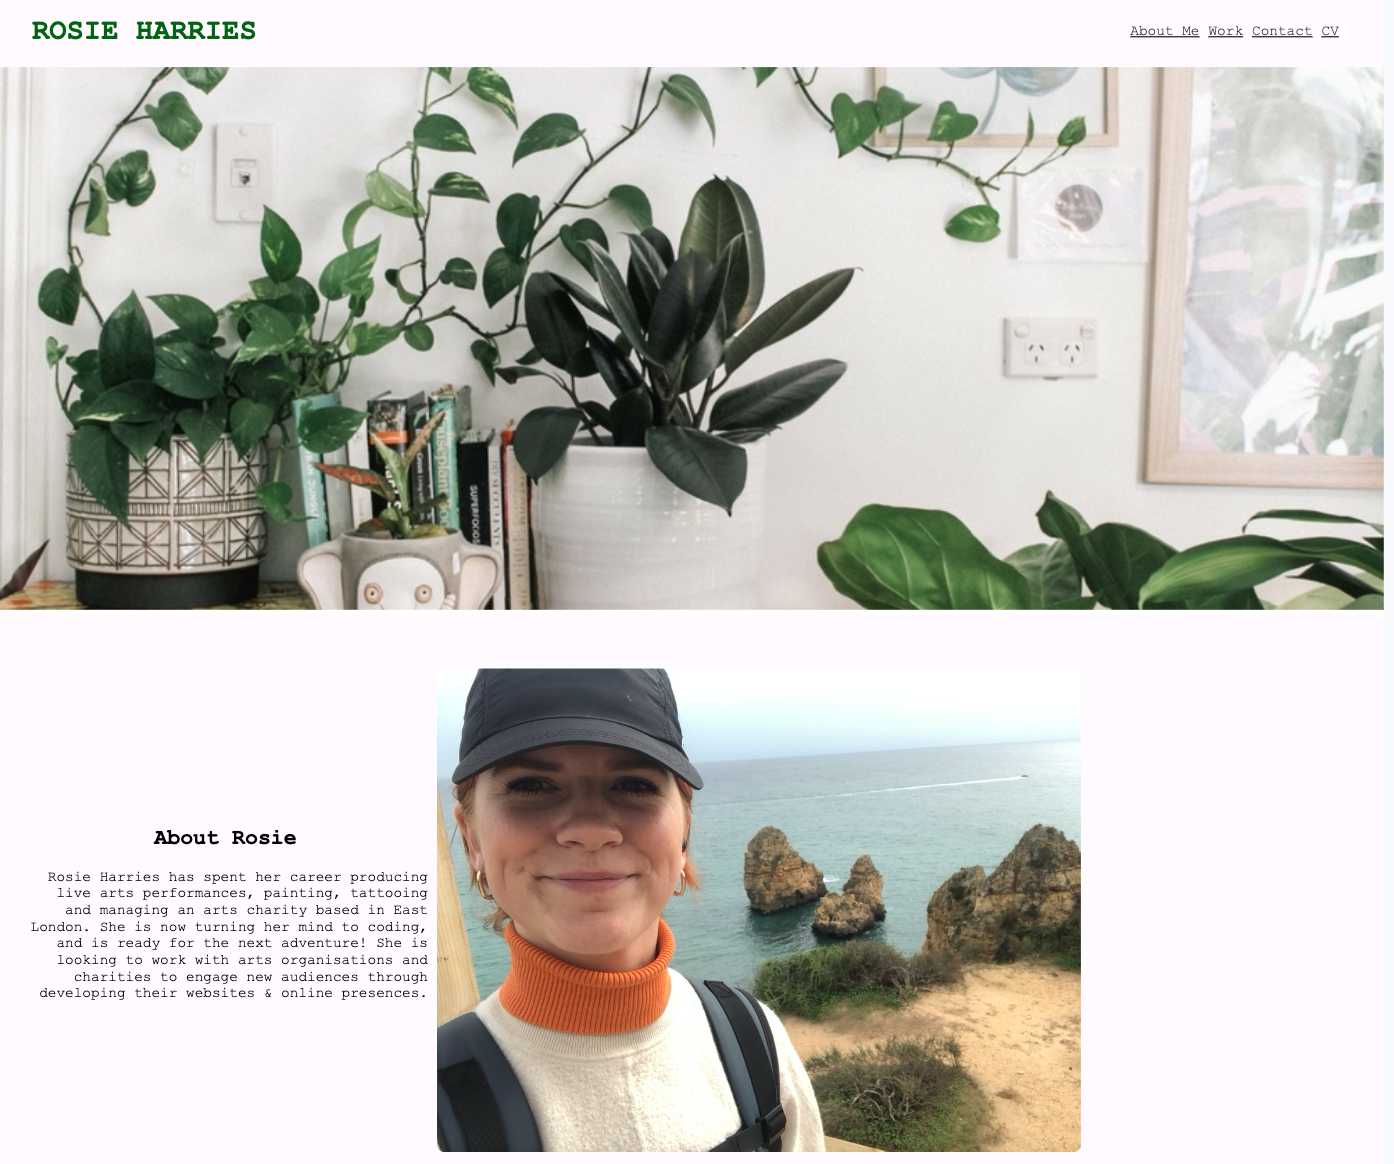 ROSIE HARRIES
About Me Work Contact CV
SUPERFOODS
About Rosie
Rosie Harries has spent her career producing
live arts performances, painting, tattooing
and managing an arts charity based in East
London. She is now turning her mind to coding,
and is ready for the next adventure! She is
looking to work with arts organisations and
charities to engage new audiences through
developing their websites & online presences.